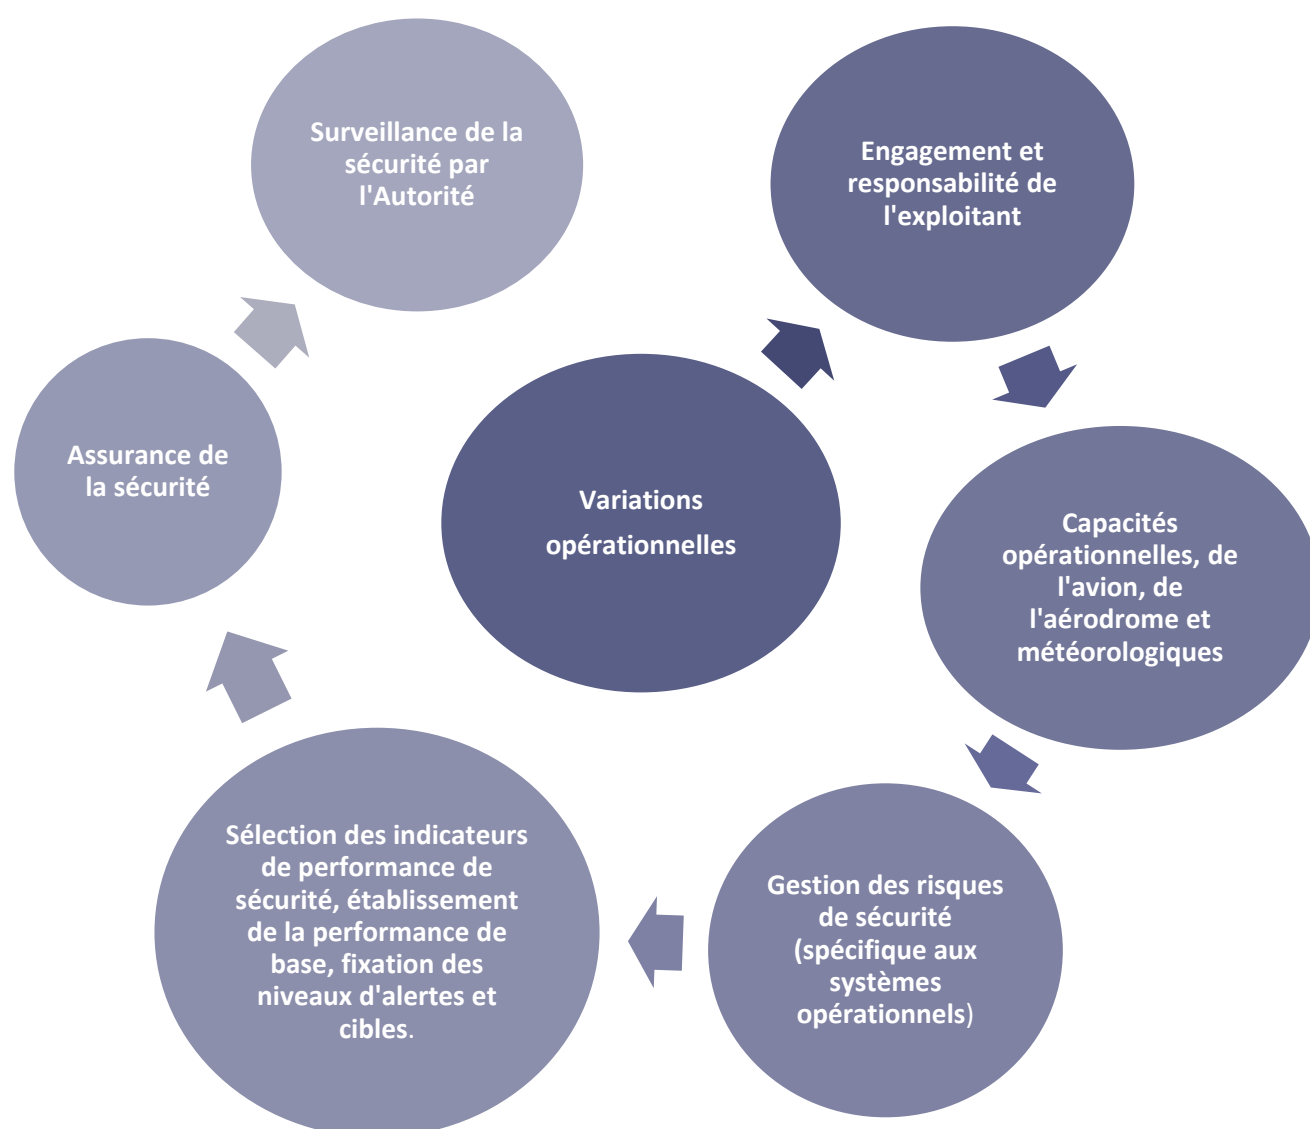 Surveillance de la
sécurité par
l'Autorité
Engagement et
responsabilité de
l'exploitant
Assurance de
la sécurité
Variations
opérationnelles
Capacités
opérationnelles, de
l'avion, de
l'aérodrome et
météorologiques
Sélection des indicateurs
de performance de
sécurité, établissement
de la performance de
base, fixation des
niveaux d'alertes et
cibles.
Gestion des risques
de sécurité
(spécifique aux
systèmes
opérationnels)